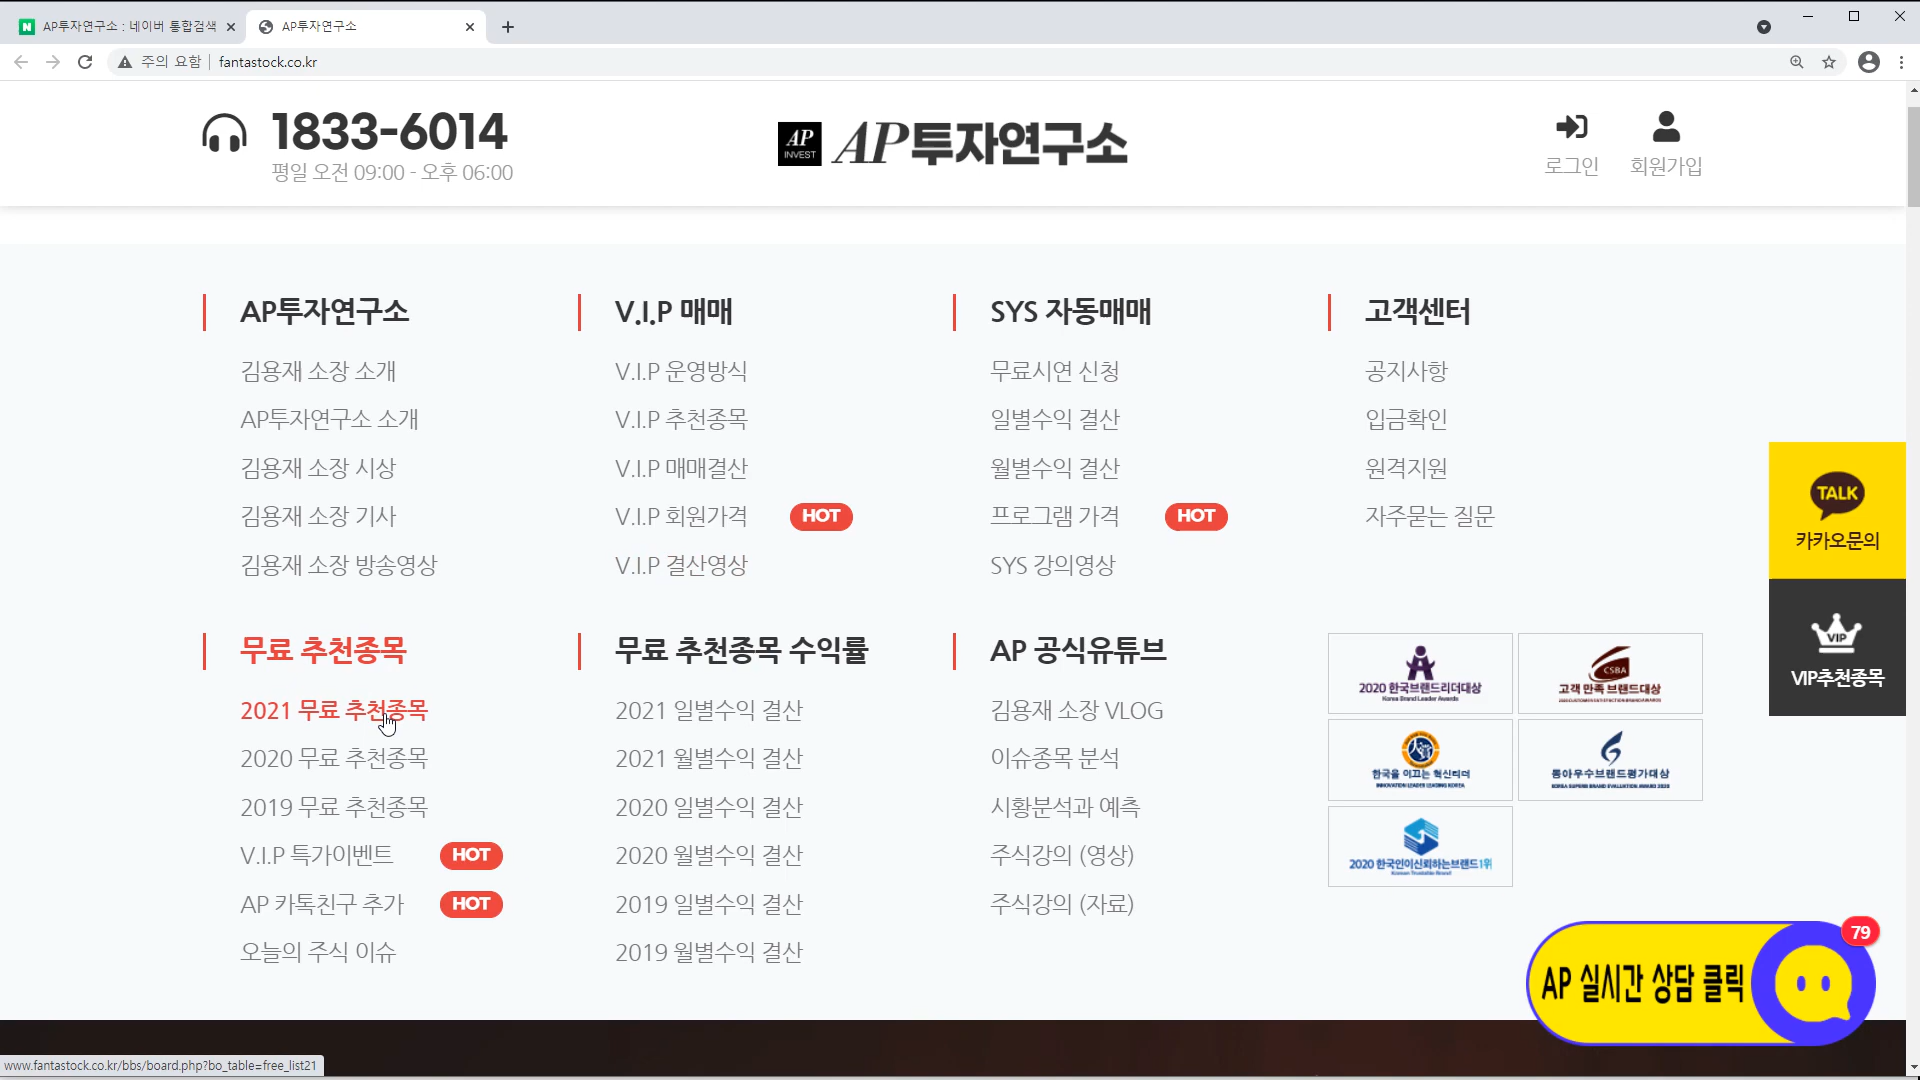 AP투자연구소 : 네이버 통합검색
AP투자연구소
주의 요함
fantastock.co.kr
1833-6014
평일 오전 09:00 - 오후 06:00
AP INVEST
AP투자연구소
로그인
회원가입
AP투자연구소
김용재 소장 소개
AP투자연구소 소개
김용재 소장 시상
김용재 소장 기사
김용재 소장 방송영상
V.I.P 매매
V.I.P 운영방식
V.I.P 추천종목
V.I.P 매매결산
V.I.P 회원가격 HOT
V.I.P 결산영상
SYS 자동매매
무료시연 신청
일별수익 결산
월별수익 결산
프로그램 가격 HOT
SYS 강의영상
고객센터
공지사항
입금확인
원격지원
자주묻는 질문
TALK
카카오문의
VIP
VIP추천종목
무료 추천종목
2021 무료 추천종목
2020 무료 추천종목
2019 무료 추천종목
V.I.P 특가이벤트 HOT
AP 카톡친구 추가 HOT
오늘의 주식 이슈
무료 추천종목 수익률
2021 일별수익 결산
2021 월별수익 결산
2020 일별수익 결산
2020 월별수익 결산
2019 일별수익 결산
2019 월별수익 결산
AP 공식유튜브
김용재 소장 VLOG
이슈종목 분석
시황분석과 예측
주식강의 (영상)
주식강의 (자료)
2020 한국브랜드리더대상
Korea Brand Leader Awards
CSBA
고객 만족 브랜드대상
한국을 이끄는 혁신리더
INNOVATION LEADER LEADING KOREA
동아우수브랜드평가대상
KOREA SUPERB BRAND EVALUATION AWARD 2020
2020 한국인이신뢰하는브랜드1위
79
AP 실시간 상담 클릭
www.fantastock.co.kr/bbs/board.php?bo_table=free_list21